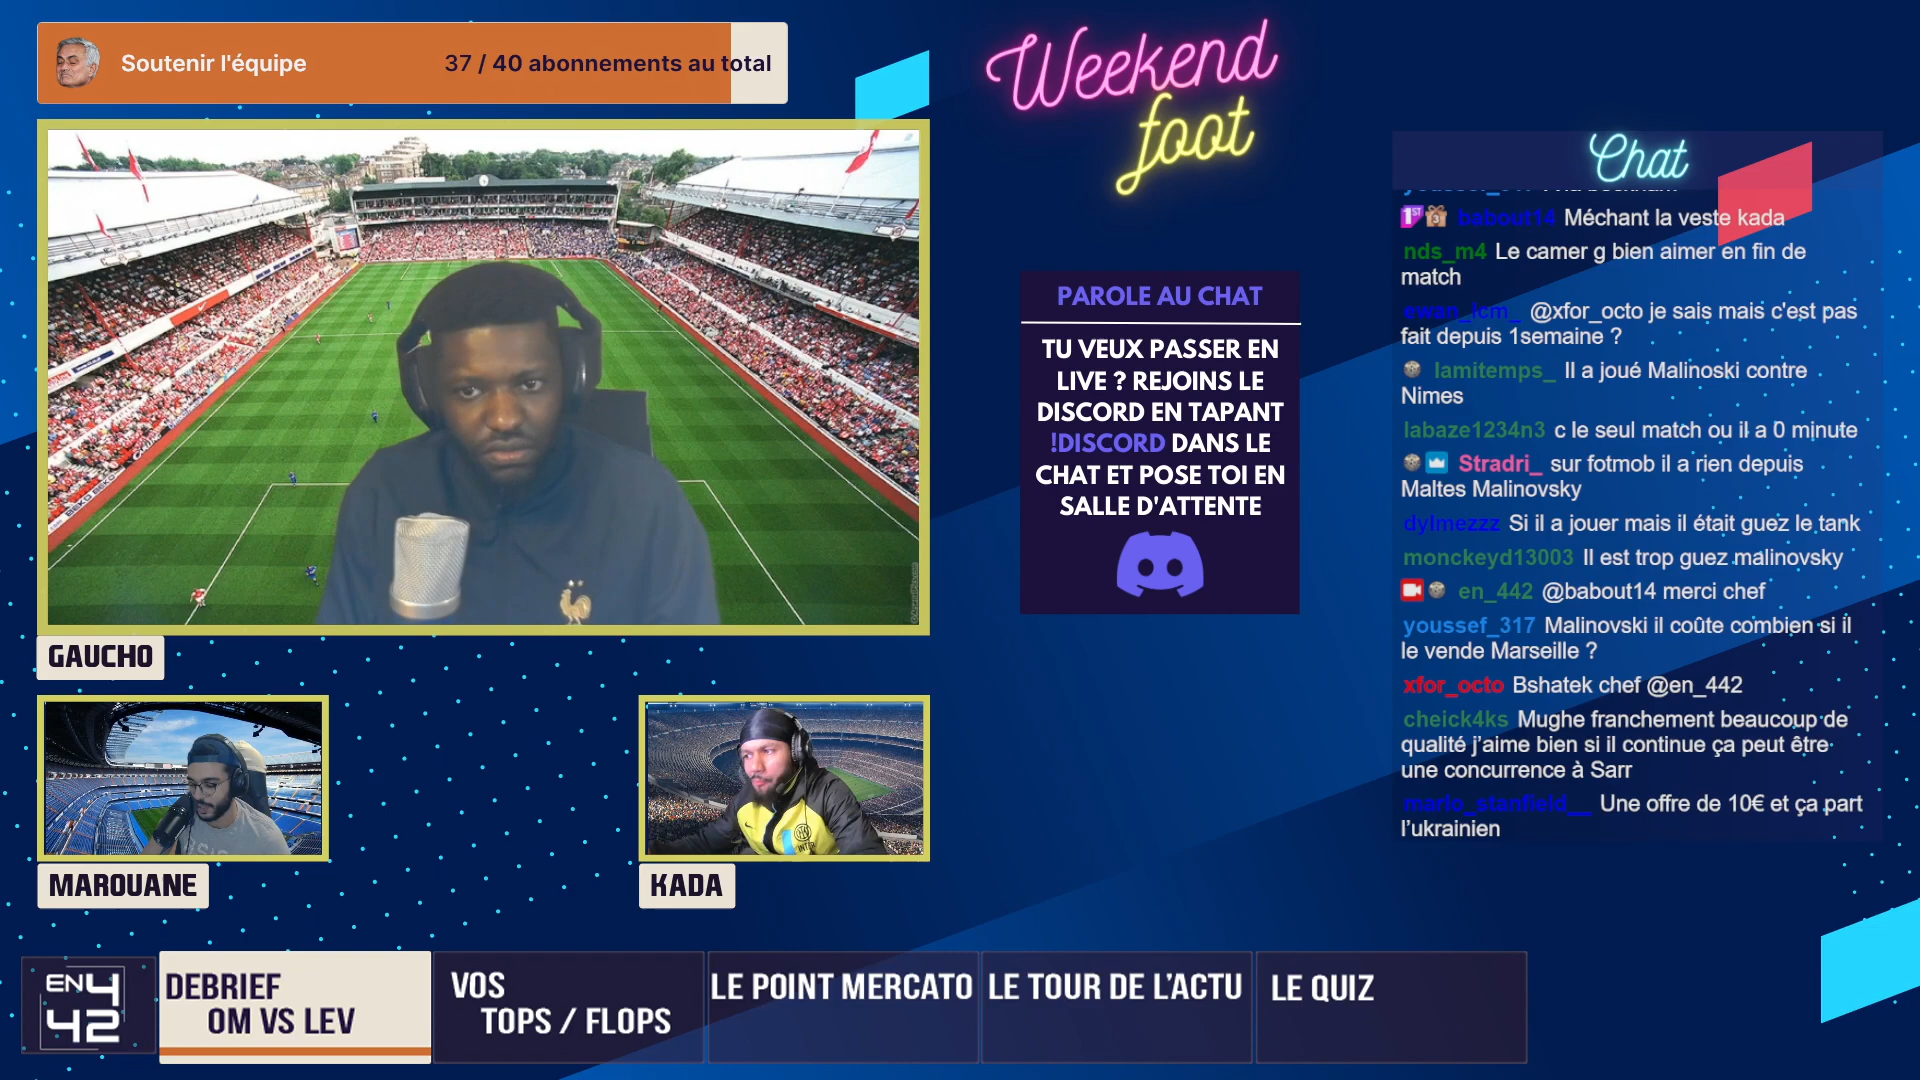 Soutenir l'équipe
37 / 40 abonnements au total
Weekend
foot
Chat
PAROLE AU CHAT
TU VEUX PASSER EN
LIVE ? REJOINS LE
DISCORD EN TAPANT
!DISCORD DANS LE
CHAT ET POSE TOI EN
SALLE D'ATTENTE
babout14 Méchant la veste kada
nds_m4 Le camer g bien aimer en fin de
match
ewan_lcm_ @xfor_octo je sais mais c'est pas
fait depuis 1semaine ?
lamitemps_ Il a joué Malinoski contre
Nimes
labaze1234n3 c le seul match ou il a 0 minute
Stradri_ sur fotmob il a rien depuis
Maltes Malinovsky
dylmezzz Si il a jouer mais il était guez le tank
monckeyd13003 Il est trop guez malinovsky
en_442 @babout14 merci chef
youssef_317 Malinovski il coûte combien si il
le vende Marseille ?
xfor_octo Bshatek chef @en_442
cheick4ks Mughe franchement beaucoup de
qualité j'aime bien si il continue ça peut être
une concurrence à Sarr
marlo_stanfield__ Une offre de 10€ et ça part
l'ukrainien
GAUCHO
MAROUANE
KADA
EN 4
42
DEBRIEF
OM VS LEV
VOS
TOPS / FLOPS
LE POINT MERCATO
LE TOUR DE L'ACTU
LE QUIZ